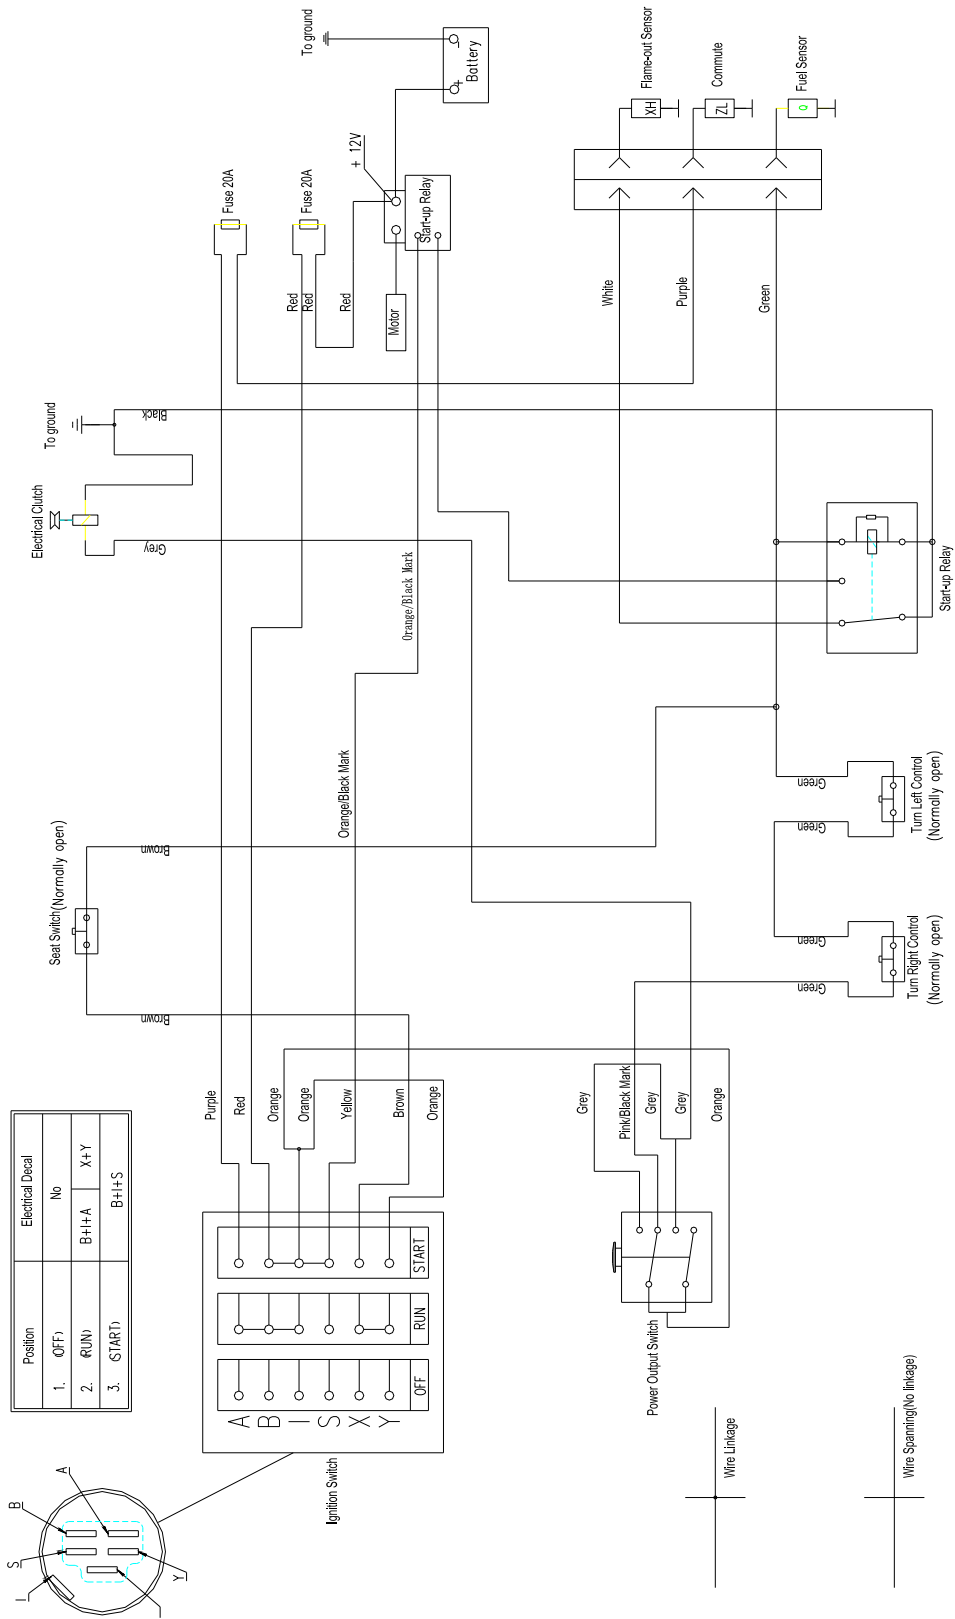 Position
Electrical Decal
1. (OFF)
No
2. (RUN)
B+I+A
X+Y
3. (START)
B+I+S
I
S
B
A
Y
A
B
I
S
X
Y
OFF
RUN
START
Ignition Switch
Purple
Red
Orange
Orange
Yellow
Brown
Orange
Seat Switch(Normally open)
Brown
Brown
Electrical Clutch
Grey
To ground
Black
Fuse 20A
Fuse 20A
Red
Red
Red
To ground
Battery
-
+
+ 12V
Start-up Relay
Motor
Orange/Black Mark
Orange/Black Mark
Flame-out Sensor
XH
Commute
ZL
Fuel Sensor
Q
White
Purple
Green
Start-up Relay
Turn Left Control
(Normally open)
Green
Green
Turn Right Control
(Normally open)
Green
Green
Grey
Pink/Black Mark
Grey
Grey
Orange
Power Output Switch
Wire Linkage
Wire Spanning(No linkage)